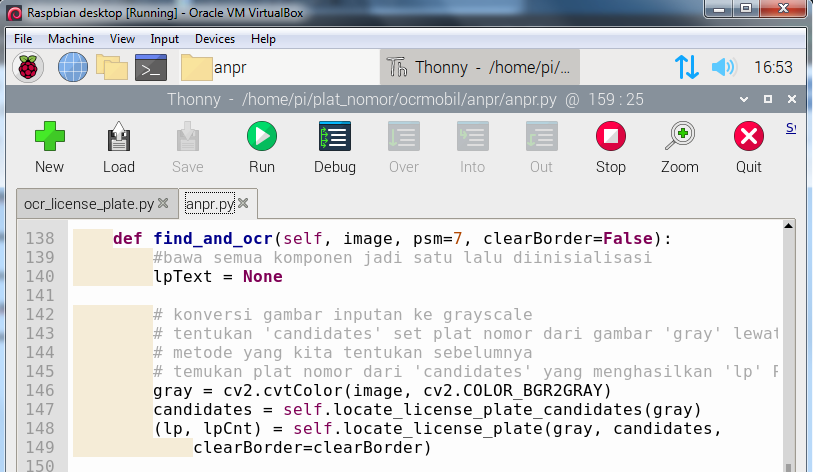 Raspbian desktop [Running] - Oracle VM VirtualBox
File Machine View Input Devices Help
anpr
Thonny - /home/pi/...
16:53
Thonny - /home/pi/plat_nomor/ocrmobil/anpr/anpr.py @ 159 : 25
New Load Save Run Debug Over Into Out Stop Zoom Quit
ocr_license_plate.py anpr.py
138 def find_and_ocr(self, image, psm=7, clearBorder=False):
139 #bawa semua komponen jadi satu lalu diinisialisasi
140 lpText = None
141
142 # konversi gambar inputan ke grayscale
143 # tentukan 'candidates' set plat nomor dari gambar 'gray' lewat
144 # metode yang kita tentukan sebelumnya
145 # temukan plat nomor dari 'candidates' yang menghasilkan 'lp'
146 gray = cv2.cvtColor(image, cv2.COLOR_BGR2GRAY)
147 candidates = self.locate_license_plate_candidates(gray)
148 (lp, lpCnt) = self.locate_license_plate(gray, candidates,
149 clearBorder=clearBorder)
150